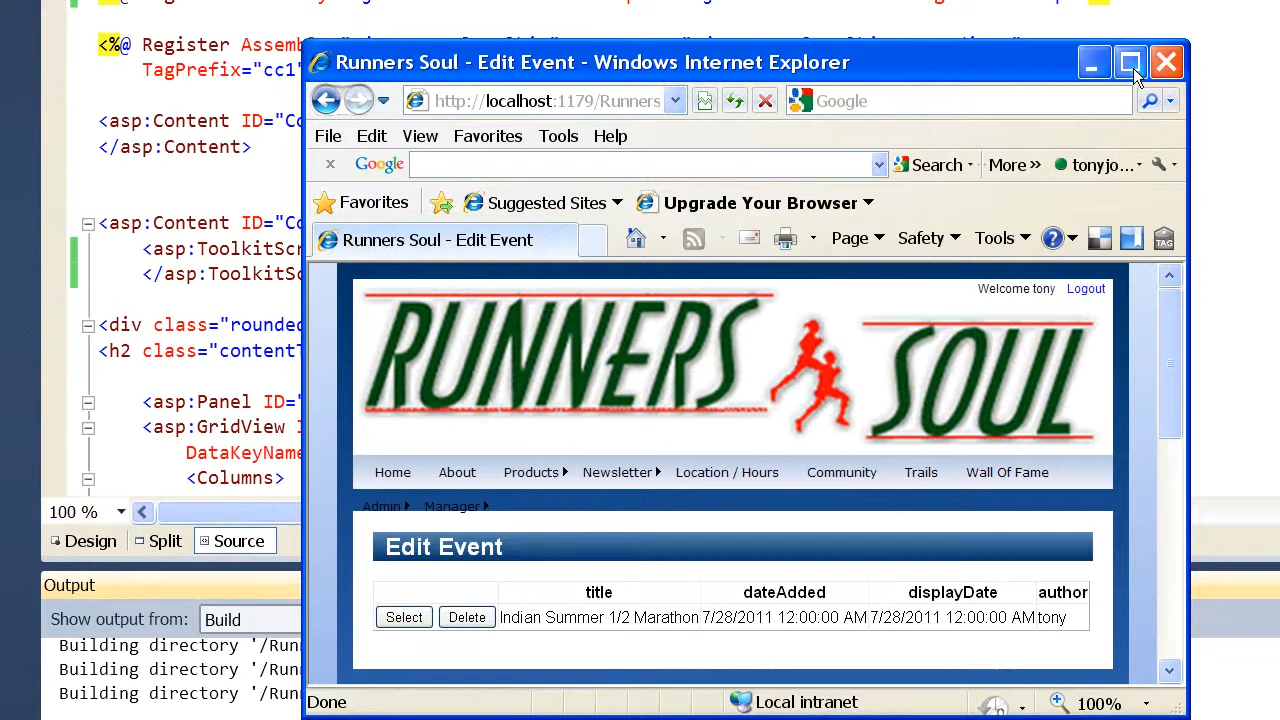 <%@ Register Assembl
TagPrefix="cc1"
<asp:Content ID="Co
</asp:Content>
<asp:Content ID="Co
<asp:ToolkitScr
</asp:ToolkitSc
<div class="rounded
<h2 class="contentT
<asp:Panel ID="
<asp:GridView I
DataKeyName
<Columns>
100 %
Design Split Source
Output
Show output from: Build
Building directory '/Run
Building directory '/Run
Building directory '/Run
Runners Soul - Edit Event - Windows Internet Explorer
http://localhost:1179/Runners Google
File Edit View Favorites Tools Help
x Google Search More » tonyjo...
Favorites Suggested Sites Upgrade Your Browser
Runners Soul - Edit Event Page Safety Tools TAG
Welcome tony Logout
RUNNERS SOUL
Home About Products Newsletter Location / Hours Community Trails Wall Of Fame
Admin Manager
Edit Event
title dateAdded displayDate author
Select Delete Indian Summer 1/2 Marathon 7/28/2011 12:00:00 AM 7/28/2011 12:00:00 AM tony
Done Local intranet 100%